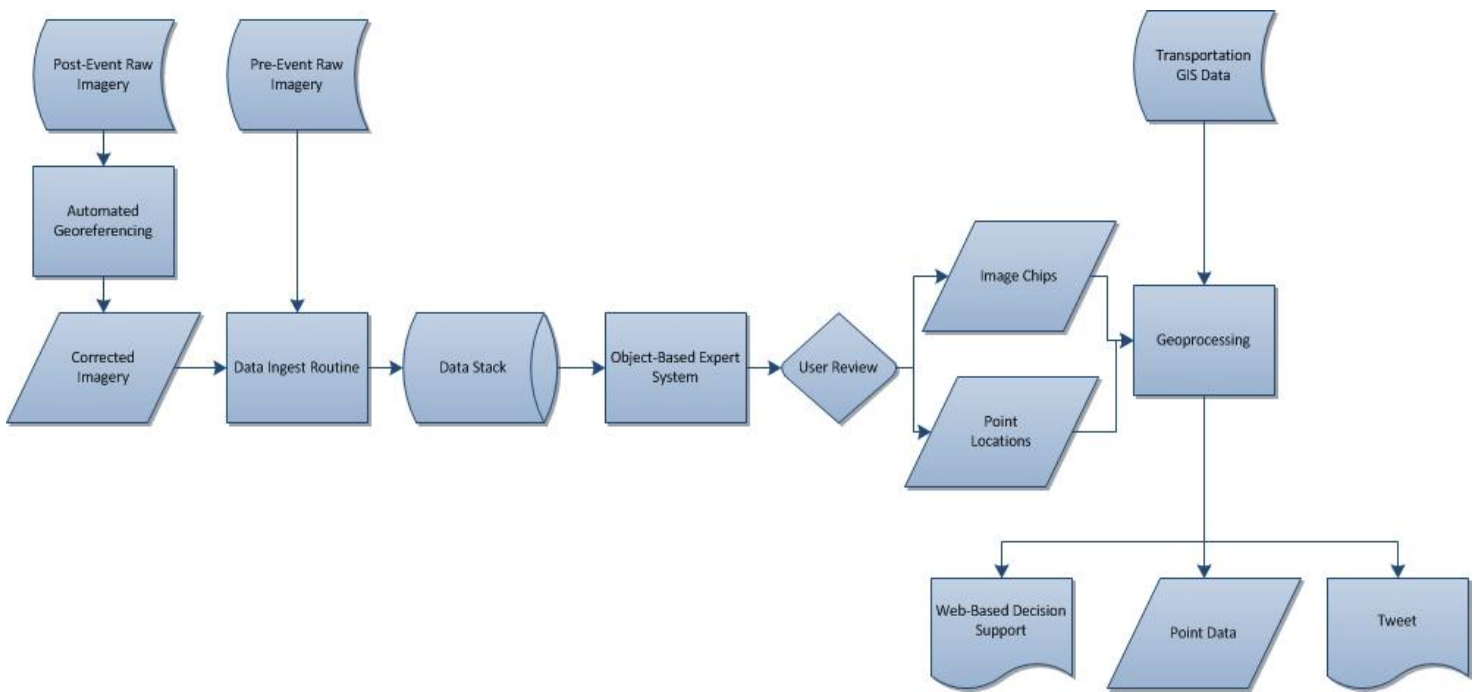 Post-Event Raw
Imagery
Pre-Event Raw
Imagery
Transportation
GIS Data
Automated
Georeferencing
Image Chips
Corrected
Imagery
Data Ingest Routine
Data Stack
Object-Based Expert
System
User Review
Geoprocessing
Point
Locations
Web-Based Decision
Support
Point Data
Tweet